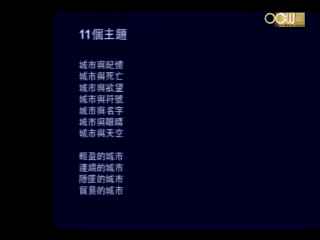 OCW
11個主題
城市與記憶
城市與死亡
城市與欲望
城市與符號
城市與名字
城市與眼睛
城市與天空
輕盈的城市
連綿的城市
隱匿的城市
貿易的城市